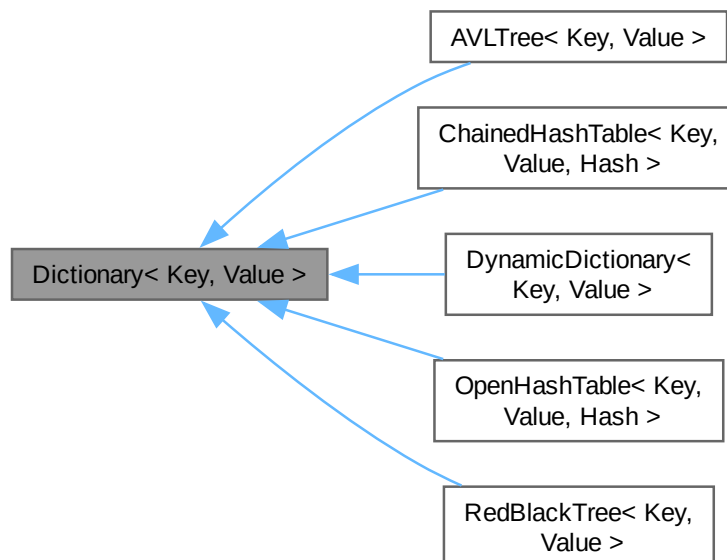 AVLTree< Key, Value >
ChainedHashTable< Key,
Value, Hash >
Dictionary< Key, Value >
DynamicDictionary<
Key, Value >
OpenHashTable< Key,
Value, Hash >
RedBlackTree< Key,
Value >